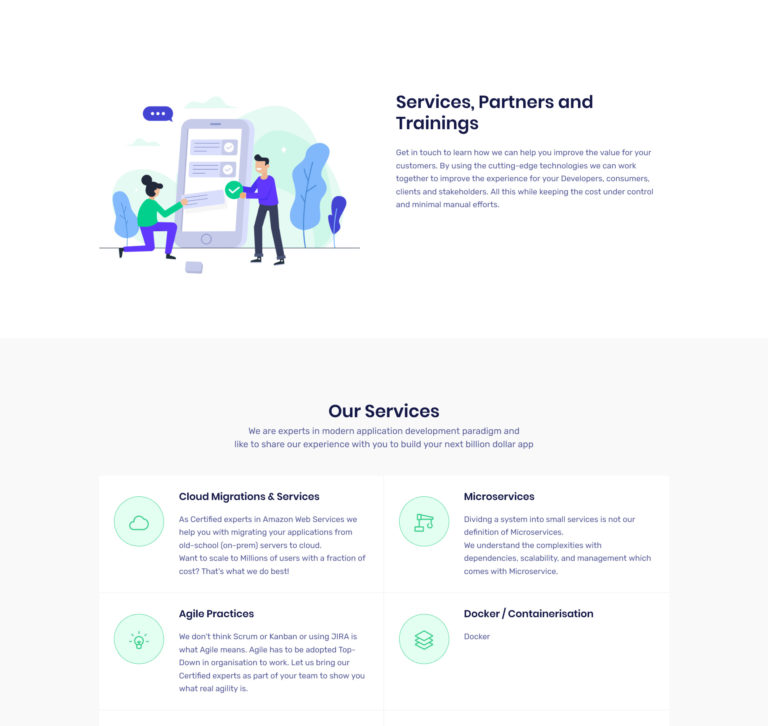 Services, Partners and
Trainings
Get in touch to learn how we can help you improve the value for your
customers. By using the cutting-edge technologies we can work
together to improve the experience for your Developers, consumers,
clients and stakeholders. All this while keeping the cost under control
and minimal manual efforts.
Our Services
We are experts in modern application development paradigm and
like to share our experience with you to build your next billion dollar app
Cloud Migrations & Services
As Certified experts in Amazon Web Services we
help you with migrating your applications from
old-school (on-prem) servers to cloud.
Want to scale to Millions of users with a fraction of
cost? That's what we do best!
Microservices
Dividng a system into small services is not our
definition of Microservices.
We understand the complexities with
dependencies, scalability, and management which
comes with Microservice.
Agile Practices
We don't think Scrum or Kanban or using JIRA is
what Agile means. Agile has to be adopted Top-
Down in organisation to work. Let us bring our
Certified experts as part of your team to show you
what real agility is.
Docker / Containerisation
Docker